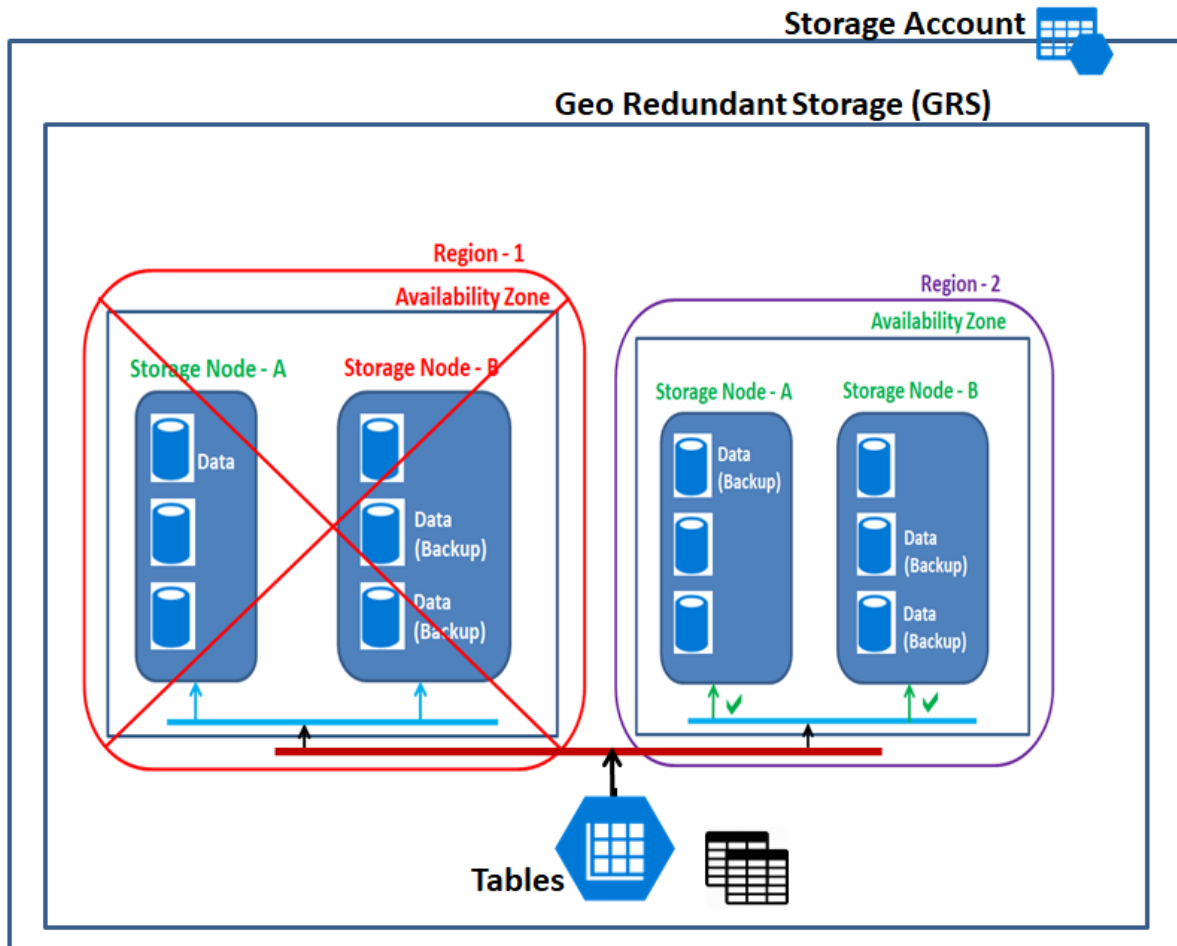 Storage Account
Geo Redundant Storage (GRS)
Region - 1
Availability Zone
Storage Node - A
Storage Node - B
Data
Data
(Backup)
Data
(Backup)
Region - 2
Availability Zone
Storage Node - A
Storage Node - B
Data
(Backup)
Data
(Backup)
Data
(Backup)
Tables